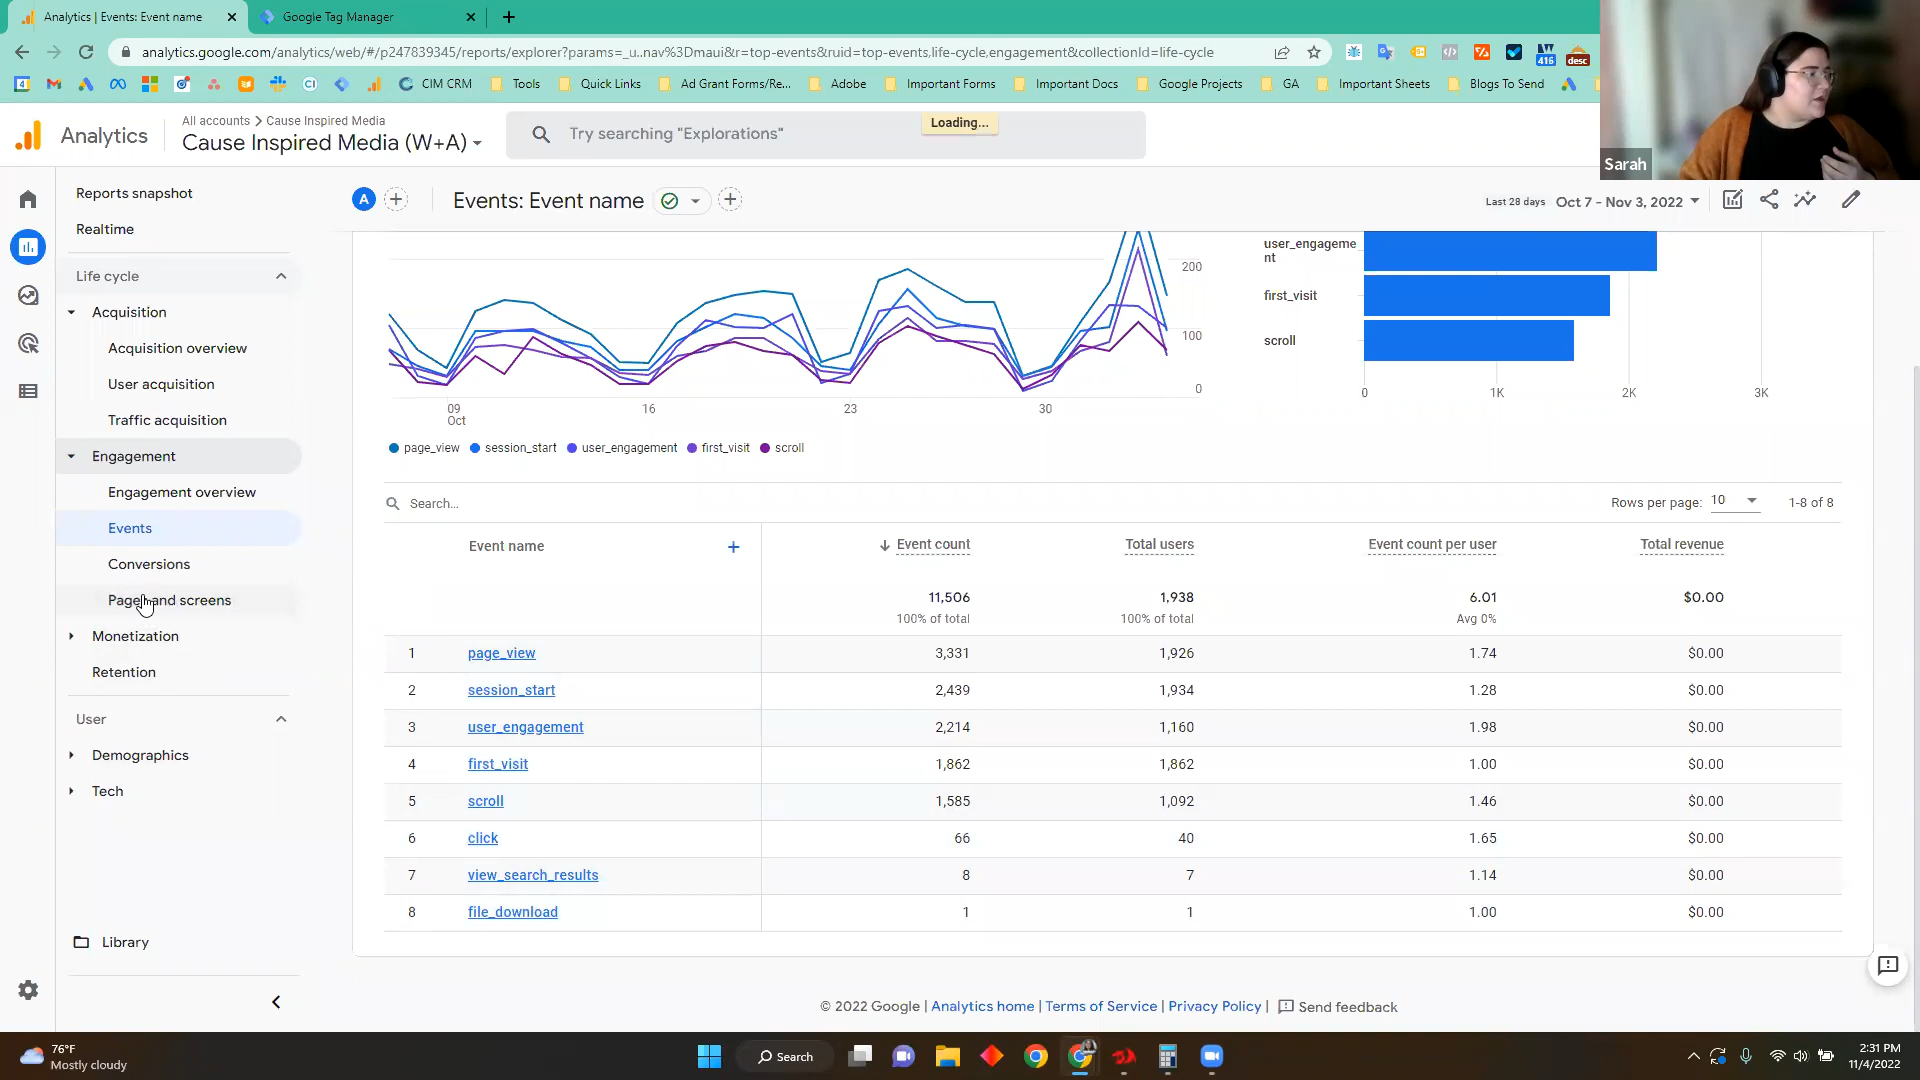 Analytics | Events: Event name
Google Tag Manager
analytics.google.com/analytics/web/#/p247839345/reports/explorer?params=_u..nav%3Dmaui&r=top-events&ruid=top-events,life-cycle,engagement&collectionId=life-cycle
416
desc
CIM CRM
Tools
Quick Links
Ad Grant Forms/Re...
Adobe
Important Forms
Important Docs
Google Projects
GA
Important Sheets
Blogs To Send
Analytics
All accounts > Cause Inspired Media
Cause Inspired Media (W+A)
Try searching "Explorations"
Loading...
Sarah
Reports snapshot
Realtime
Life cycle
Acquisition
Acquisition overview
User acquisition
Traffic acquisition
Engagement
Engagement overview
Events
Conversions
Pages and screens
Monetization
Retention
User
Demographics
Tech
Library
A
Events: Event name
Last 28 days Oct 7 - Nov 3, 2022
200
100
0
09
Oct
16
23
30
page_view session_start user_engagement first_visit scroll
user_engageme
nt
first_visit
scroll
0 1K 2K 3K
Search...
Rows per page: 10 1-8 of 8
Event name Event count Total users Event count per user Total revenue
11,506 1,938 6.01 $0.00
100% of total 100% of total Avg 0%
1 page_view 3,331 1,926 1.74 $0.00
2 session_start 2,439 1,934 1.28 $0.00
3 user_engagement 2,214 1,160 1.98 $0.00
4 first_visit 1,862 1,862 1.00 $0.00
5 scroll 1,585 1,092 1.46 $0.00
6 click 66 40 1.65 $0.00
7 view_search_results 8 7 1.14 $0.00
8 file_download 1 1 1.00 $0.00
© 2022 Google | Analytics home | Terms of Service | Privacy Policy | Send feedback
76°F
Mostly cloudy
Search
2:31 PM
11/4/2022